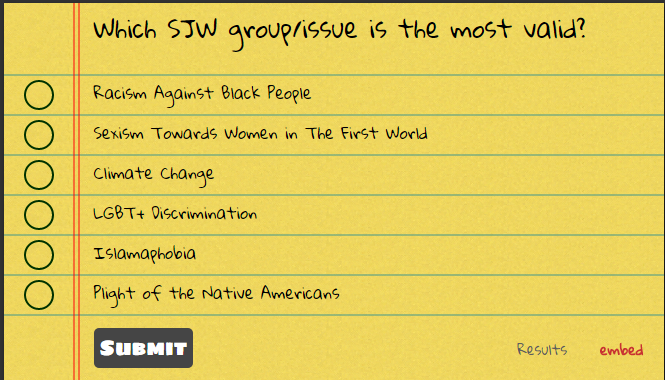 Which SJW group/issue is the most valid?
Racism Against Black People
Sexism Towards Women in The First World
Climate Change
LGBT+ Discrimination
Islamaphobia
Plight of the Native Americans
SUBMIT
Results
embed